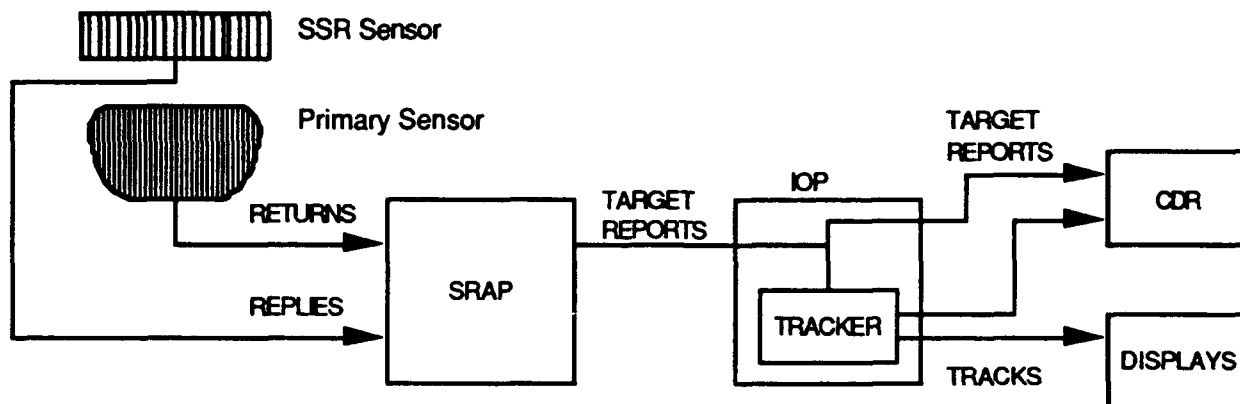 SSR Sensor
Primary Sensor
RETURNS
REPLIES
SRAP
TARGET
REPORTS
IOP
TRACKER
TARGET
REPORTS
CDR
TRACKS
DISPLAYS